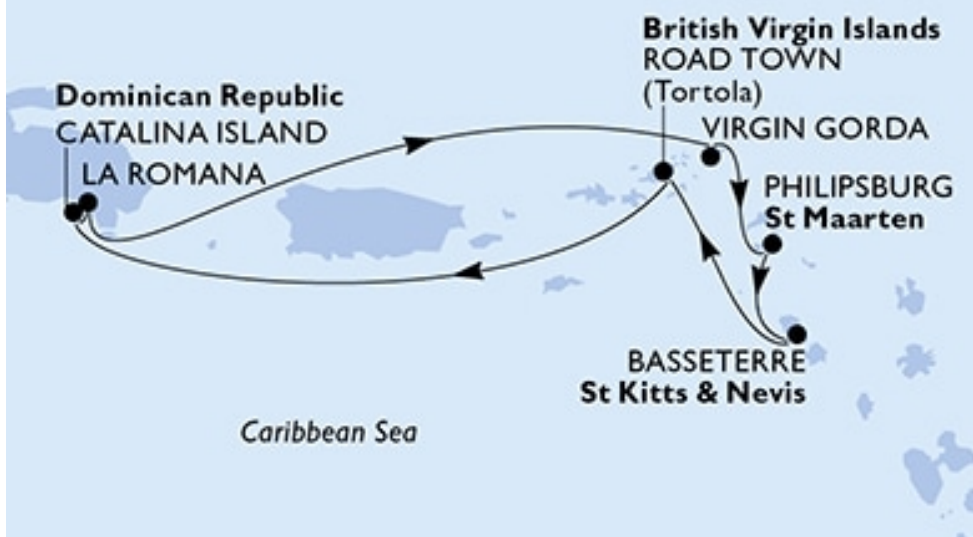 British Virgin Islands
ROAD TOWN
(Tortola)
Dominican Republic
CATALINA ISLAND
LA ROMANA
VIRGIN GORDA
PHILIPSBURG
St Maarten
BASSETERRE
St Kitts & Nevis
Caribbean Sea